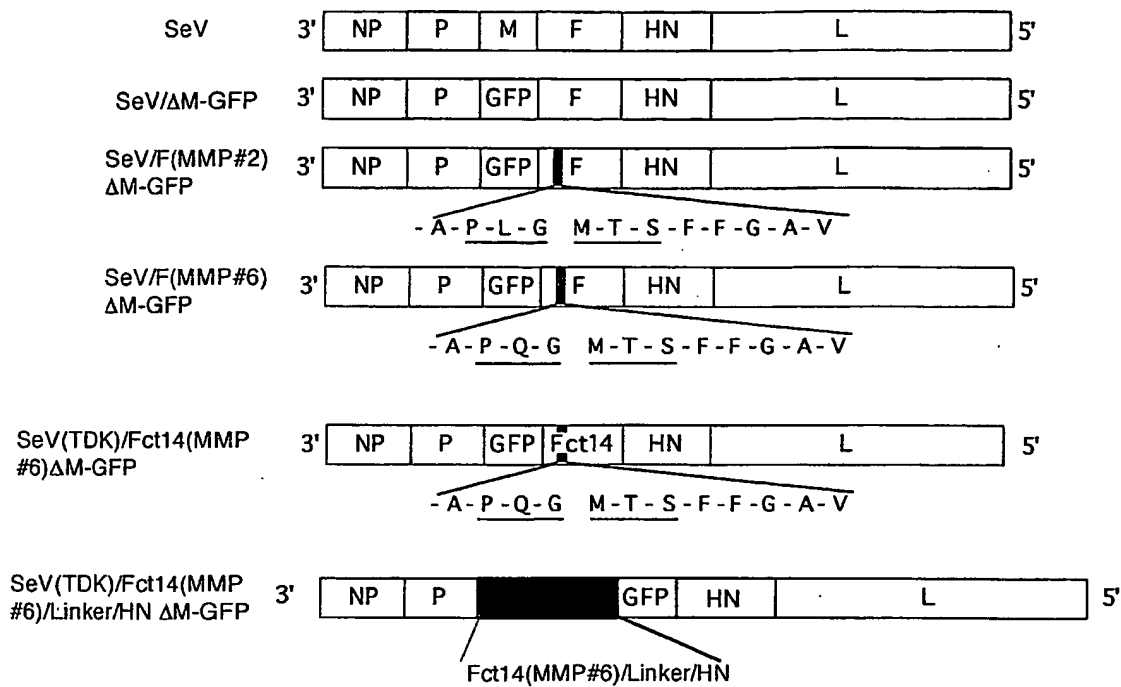 SeV 3' NP P M F HN L 5'
SeV/ΔM-GFP 3' NP P GFP F HN L 5'
SeV/F(MMP#2)
ΔM-GFP
3' NP P GFP F HN L 5'
- A - P - L - G M - T - S - F - F - G - A - V
SeV/F(MMP#6)
ΔM-GFP
3' NP P GFP F HN L 5'
- A - P - Q - G M - T - S - F - F - G - A - V
SeV(TDK)/Fct14(MMP
#6)ΔM-GFP
3' NP P GFP Fct14 HN L 5'
- A - P - Q - G M - T - S - F - F - G - A - V
SeV(TDK)/Fct14(MMP
#6)/Linker/HN ΔM-GFP
3' NP P GFP HN L 5'
Fct14(MMP#6)/Linker/HN